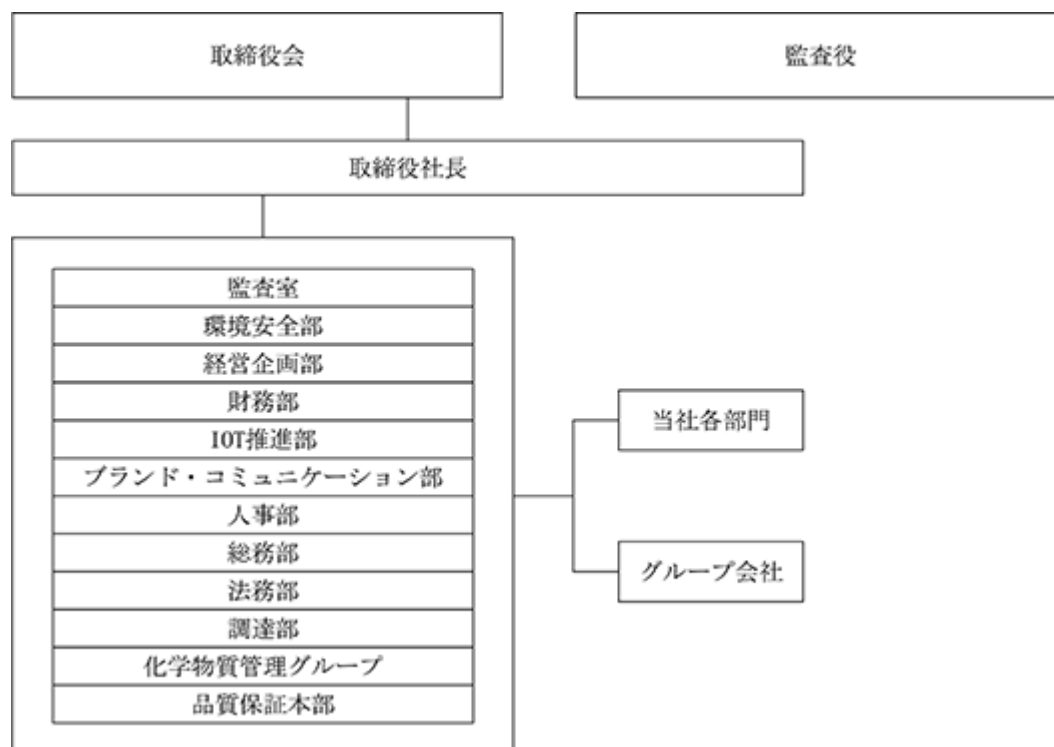 取締役会
監査役
取締役社長
監査室
環境安全部
経営企画部
財務部
IOT推進部
ブランド・コミュニケーション部
人事部
総務部
法務部
調達部
化学物質管理グループ
品質保証本部
当社各部門
グループ会社